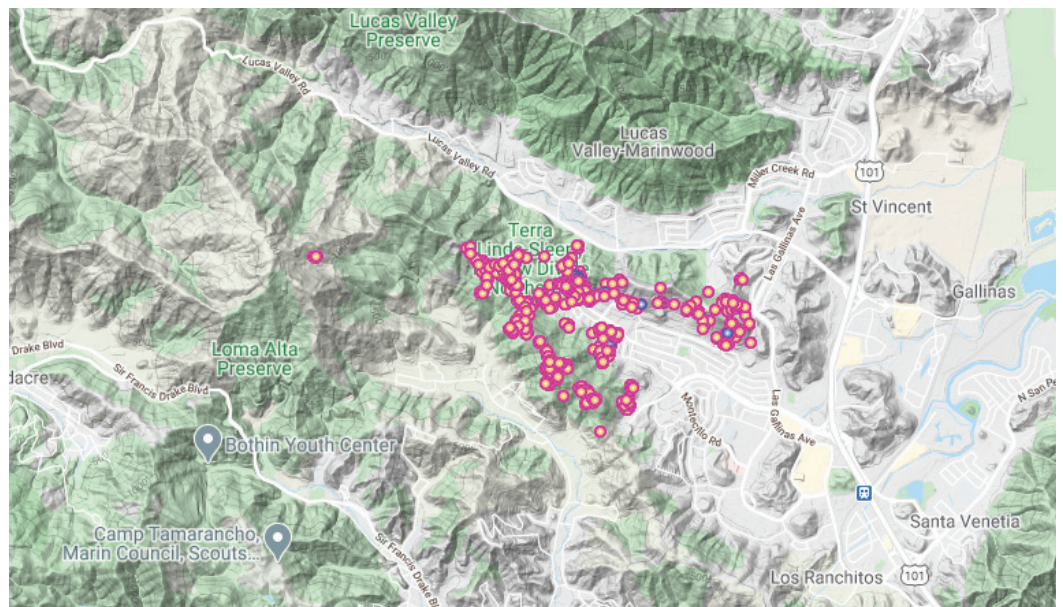 Lucas Valley
Preserve
Lucas Valley Rd
Lucas Valley Rd
Lucas
Valley-Marinwood
Miller Creek Rd
101
St Vincent
Las Gallinas Ave
Terra
Linda
Gallinas
Drake Blvd
Loma Alta
Preserve
dacre
Sir Francis Drake Blvd
N San Pe
Montecillo Rd
Las Gallinas Ave
Bothin Youth Center
Santa Venetia
Camp Tamarancho,
Marin Council, Scouts...
Sir Francis Drake Blvd
Los Ranchitos
101